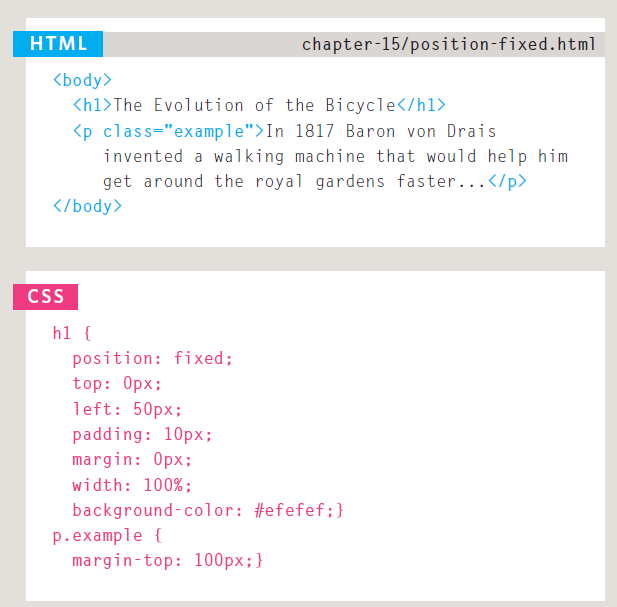 HTML
chapter-15/position-fixed.html
<body>
<h1>The Evolution of the Bicycle</h1>
<p class="example">In 1817 Baron von Drais
invented a walking machine that would help him
get around the royal gardens faster...</p>
</body>
CSS
h1 {
position: fixed;
top: 0px;
left: 50px;
padding: 10px;
margin: 0px;
width: 100%;
background-color: #efefef;}
p.example {
margin-top: 100px;}